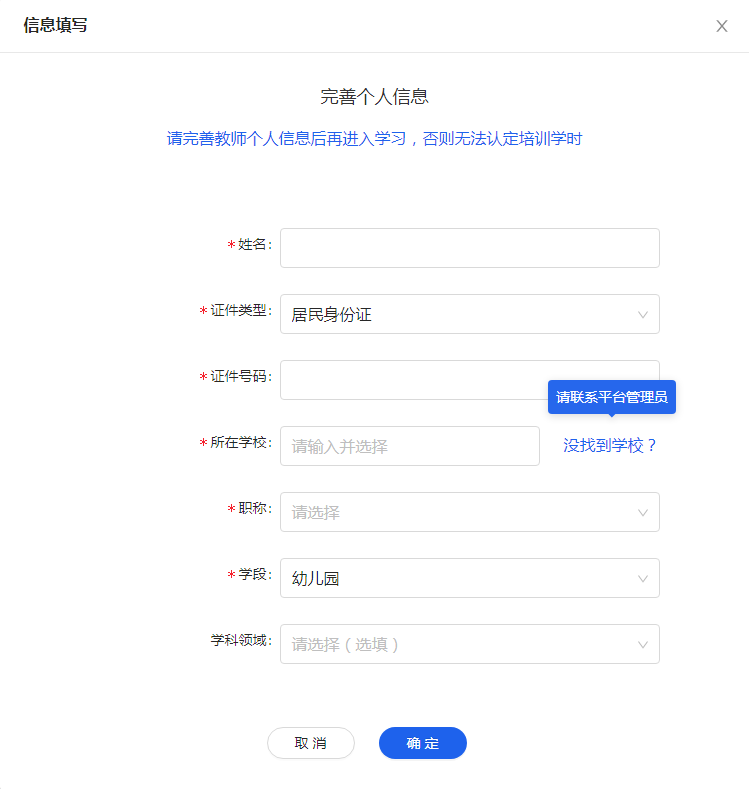 信息填写
完善个人信息
请完善教师个人信息后再进入学习，否则无法认定培训学时
*姓名:
*证件类型: 居民身份证
*证件号码:
请联系平台管理员
*所在学校: 请输入并选择 没找到学校？
*职称: 请选择
*学段: 幼儿园
学科领域: 请选择（选填）
取 消 确 定